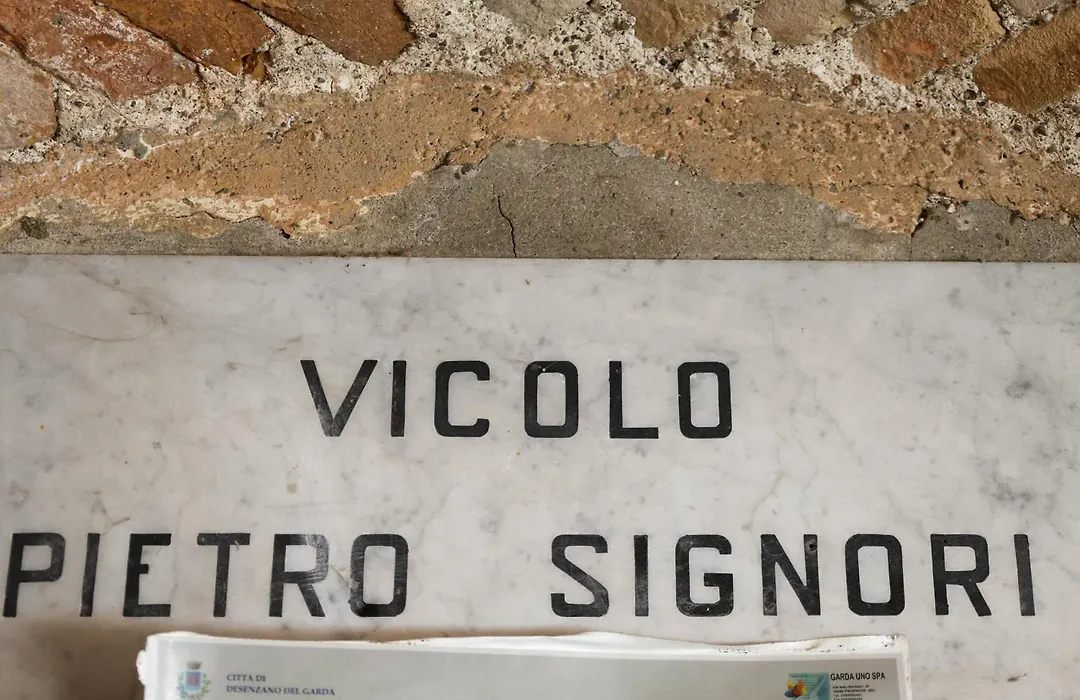 VICOLO
PIETRO SIGNORI
CITTÀ DI
DESENZANO DEL GARDA
GARDA UNO SPA